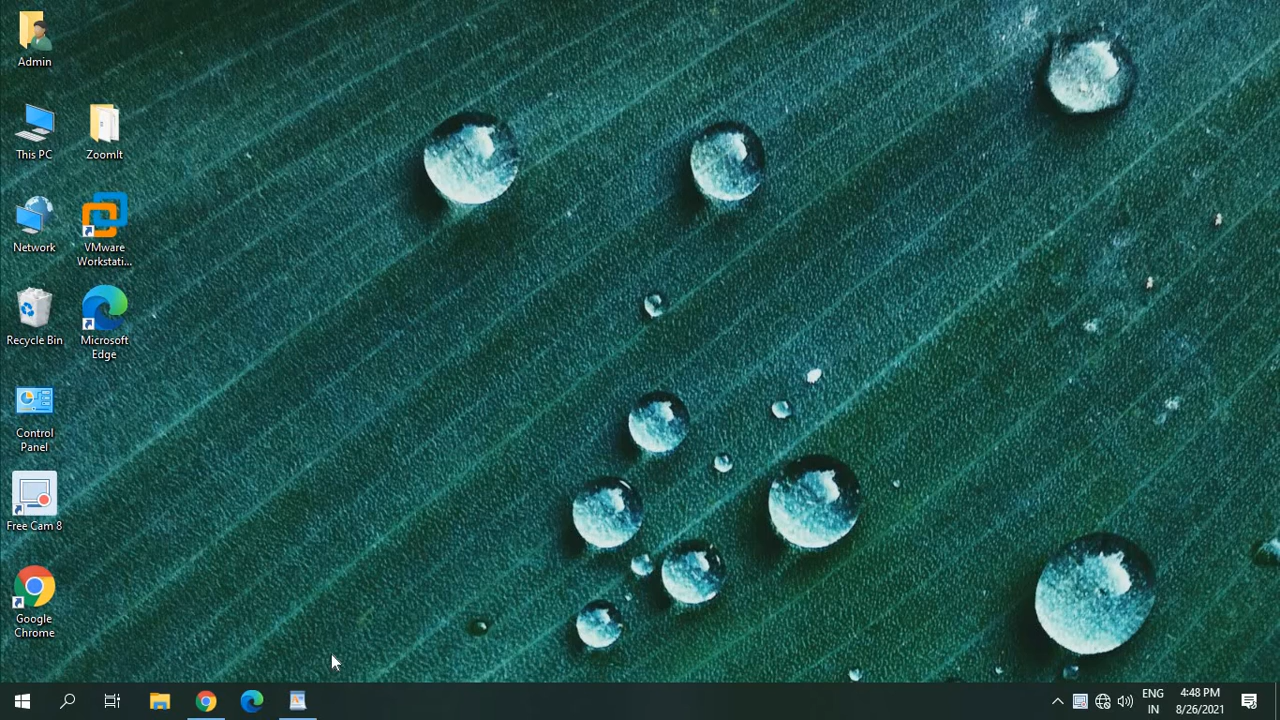 Admin
This PC
ZoomIt
Network
VMware
Workstati...
Recycle Bin
Microsoft
Edge
Control
Panel
Free Cam 8
Google
Chrome
ENG
IN
4:48 PM
8/26/2021